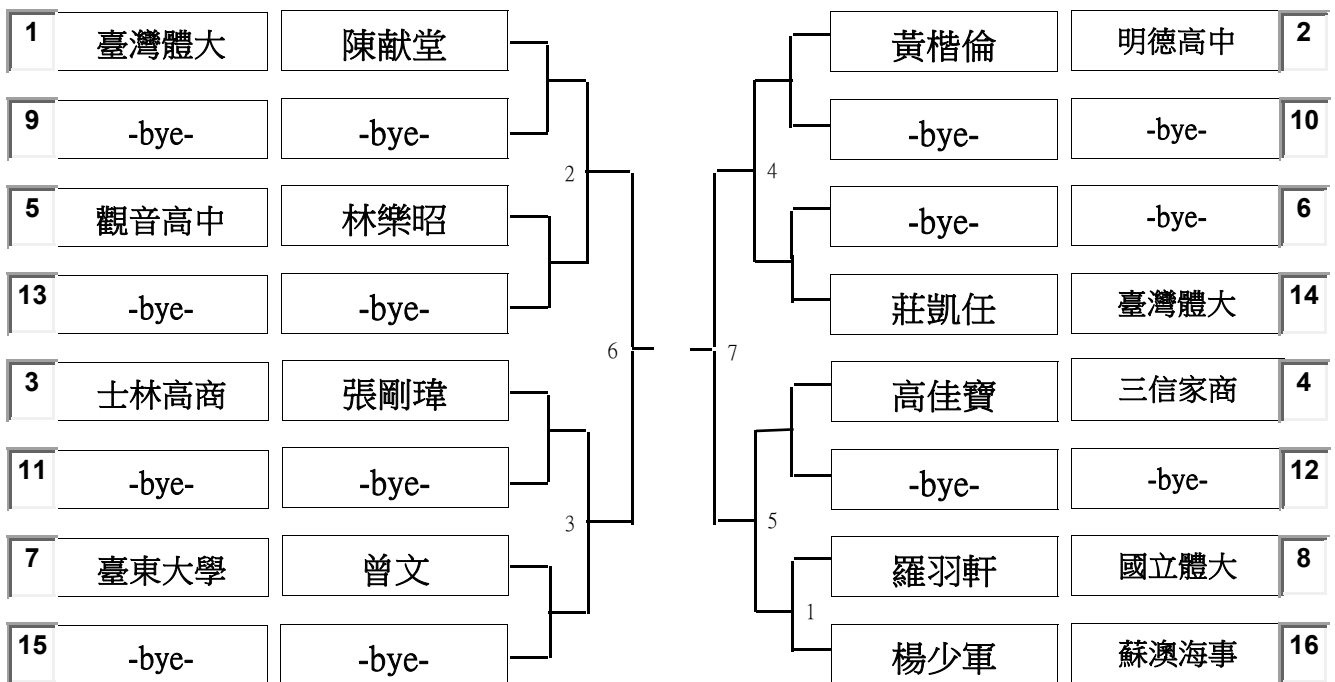 1 臺灣體大 陳献堂 黃楷倫 明德高中 2
9 -bye- -bye- -bye- -bye- 10
2 4
5 觀音高中 林樂昭 -bye- -bye- 6
13 -bye- -bye- 莊凱任 臺灣體大 14
6 7
3 士林高商 張剛瑋 高佳寶 三信家商 4
11 -bye- -bye- -bye- -bye- 12
3 5
7 臺東大學 曾文 羅羽軒 國立體大 8
1
15 -bye- -bye- 楊少軍 蘇澳海事 16